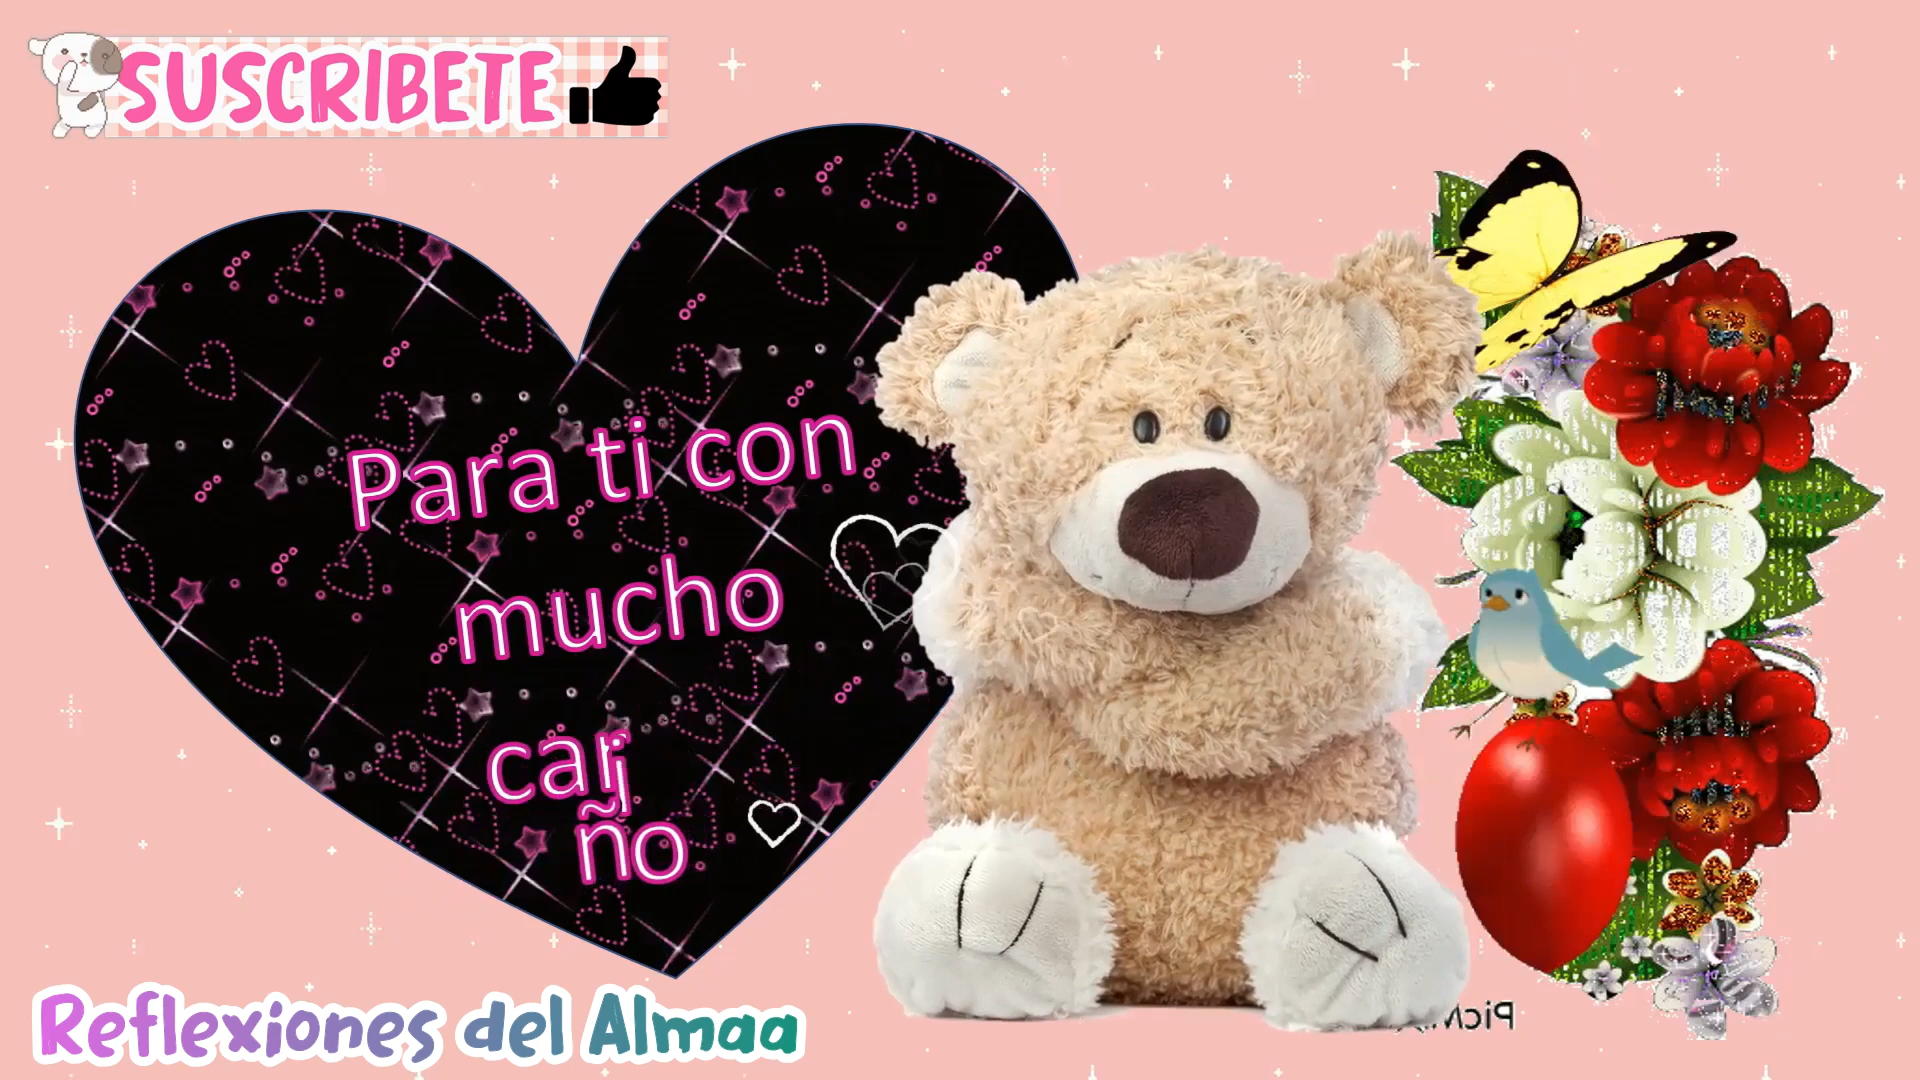 SUSCRIBETE
Para ti con
mucho
cari
ño
Reflexiones del Almaa